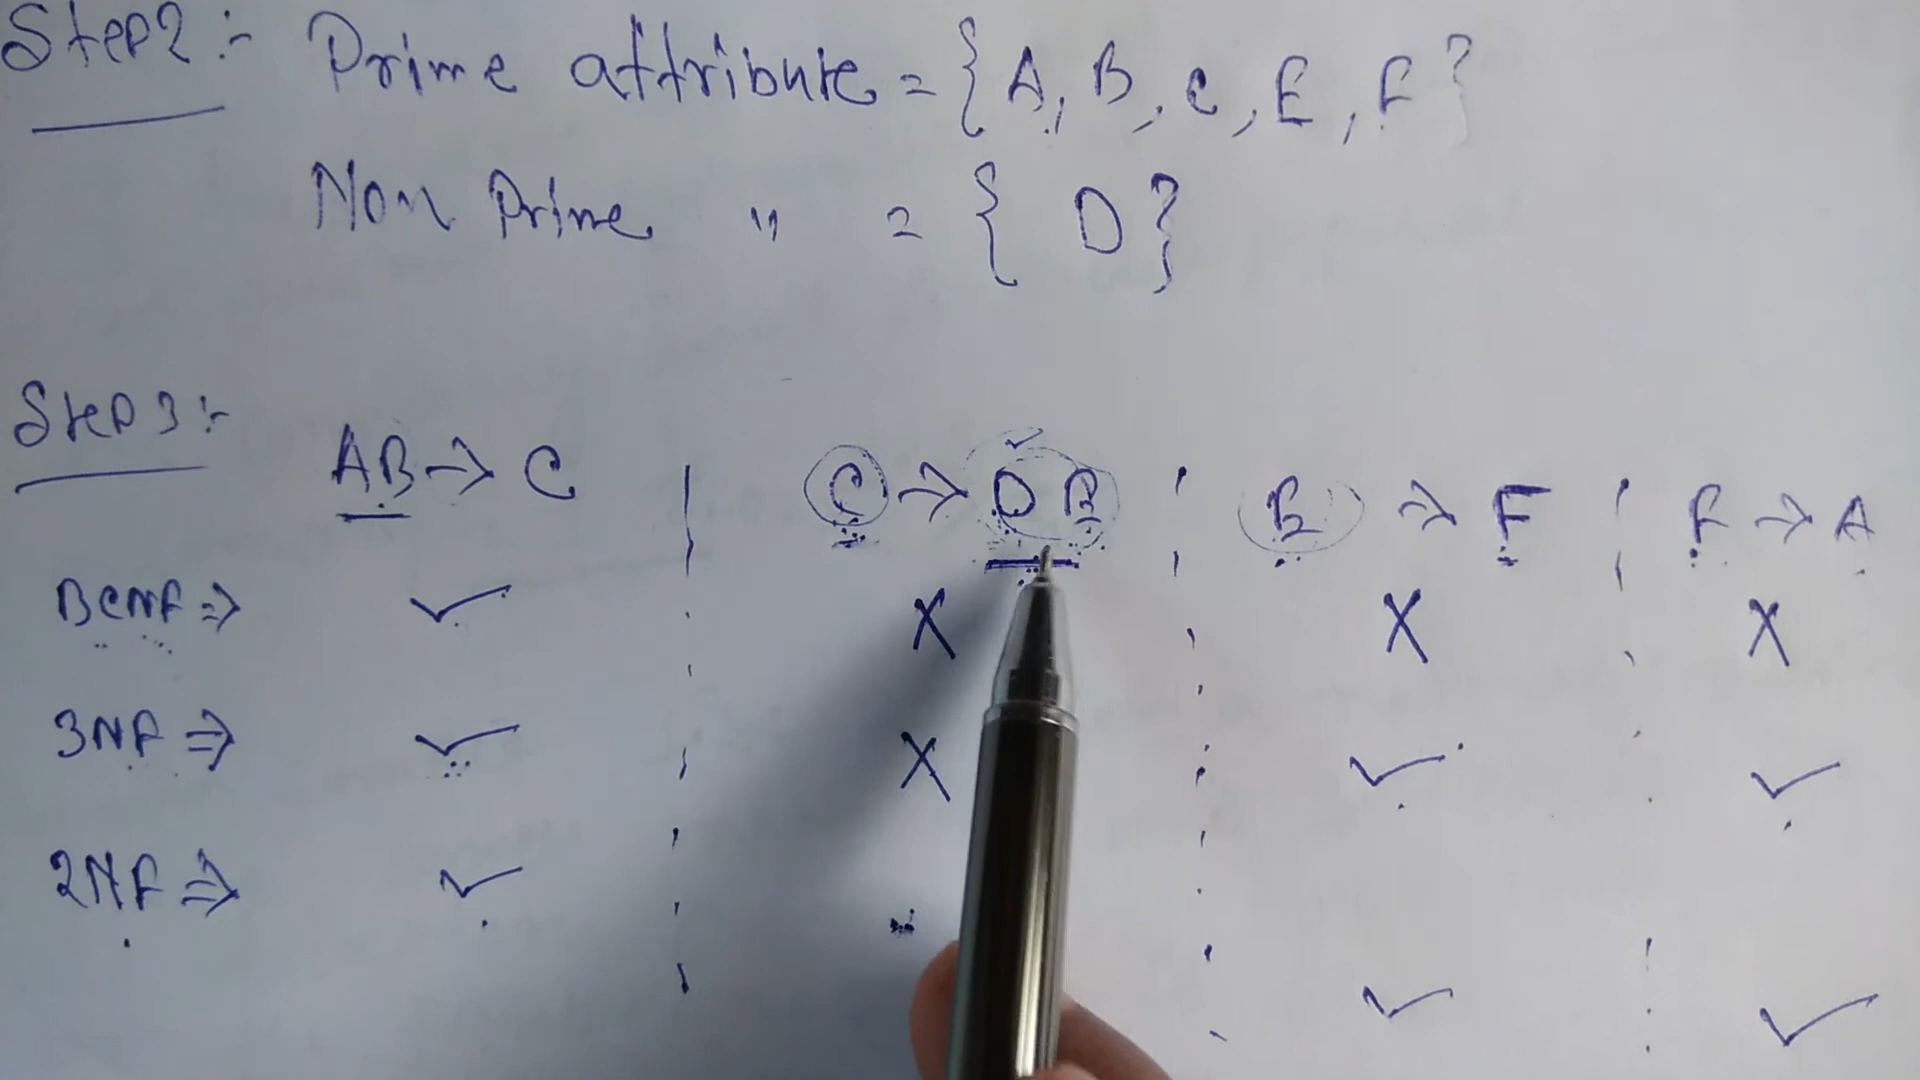 Step2:- Prime attribute = {A, B, C, E, F}
Non Prime " = { D }
Step3:- AB → C C → DE E → F F → A
BCNF ⇒ ✓ X X X
3NF ⇒ ✓ X ✓ ✓
2NF ⇒ ✓ ✓ ✓